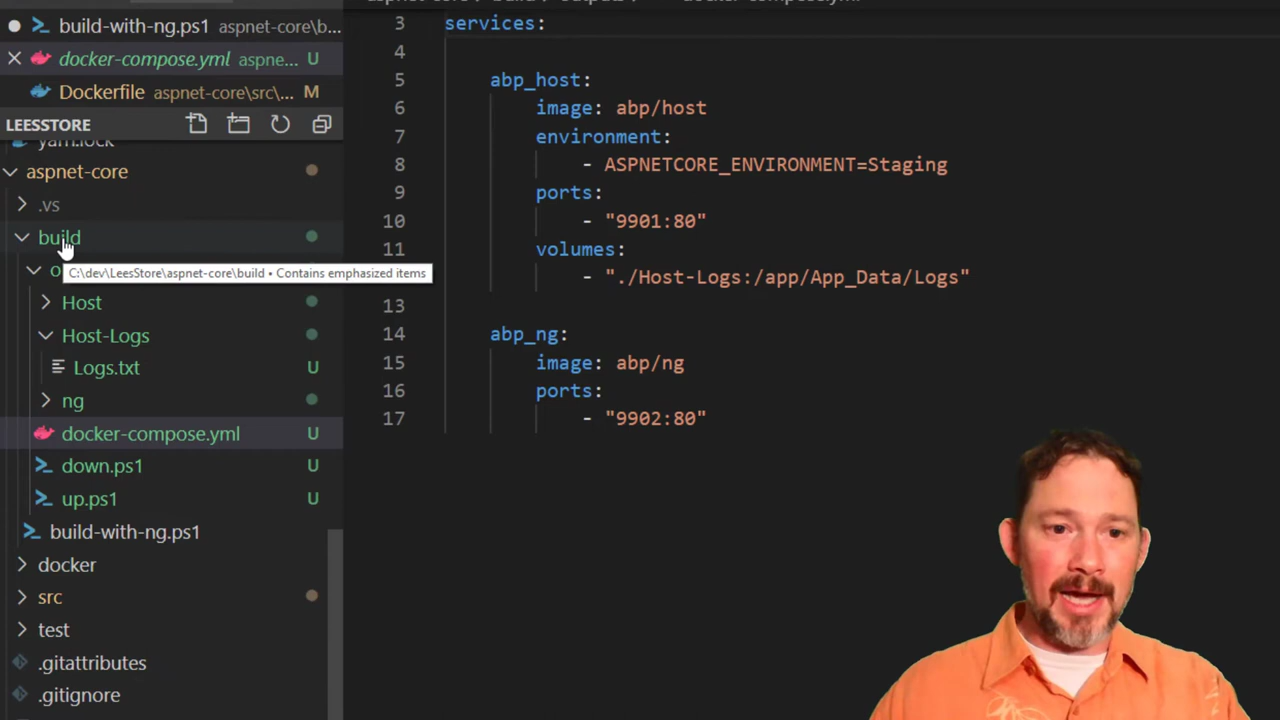 build-with-ng.ps1 aspnet-core\b...
docker-compose.yml aspne... U
Dockerfile aspnet-core\src\... M
LEESSTORE
yarn.lock
aspnet-core
.vs
build
C:\dev\LeesStore\aspnet-core\build • Contains emphasized items
Host
Host-Logs
Logs.txt U
ng
docker-compose.yml U
down.ps1 U
up.ps1 U
build-with-ng.ps1
docker
src
test
.gitattributes
.gitignore
3 services:
4
5 abp_host:
6 image: abp/host
7 environment:
8 - ASPNETCORE_ENVIRONMENT=Staging
9 ports:
10 - "9901:80"
11 volumes:
- "./Host-Logs:/app/App_Data/Logs"
13
14 abp_ng:
15 image: abp/ng
16 ports:
17 - "9902:80"